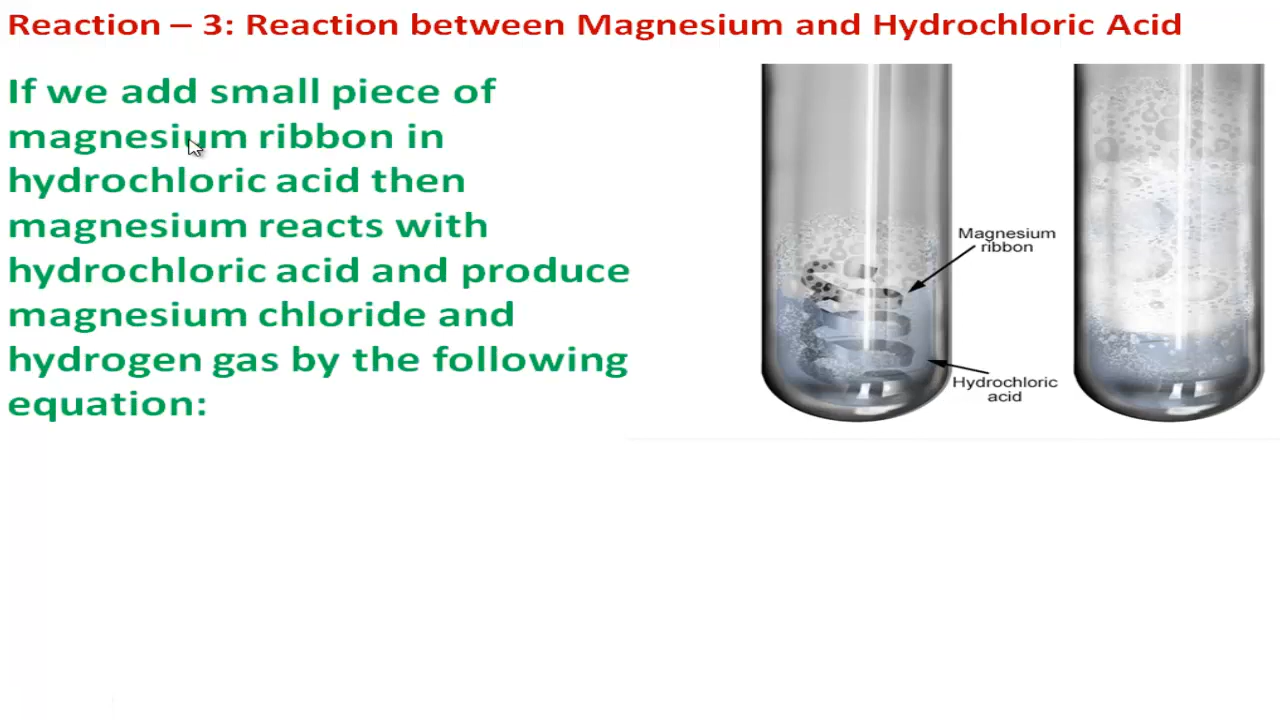 Reaction – 3: Reaction between Magnesium and Hydrochloric Acid
If we add small piece of
magnesium ribbon in
hydrochloric acid then
magnesium reacts with
hydrochloric acid and produce
magnesium chloride and
hydrogen gas by the following
equation:
Magnesium
ribbon
Hydrochloric
acid